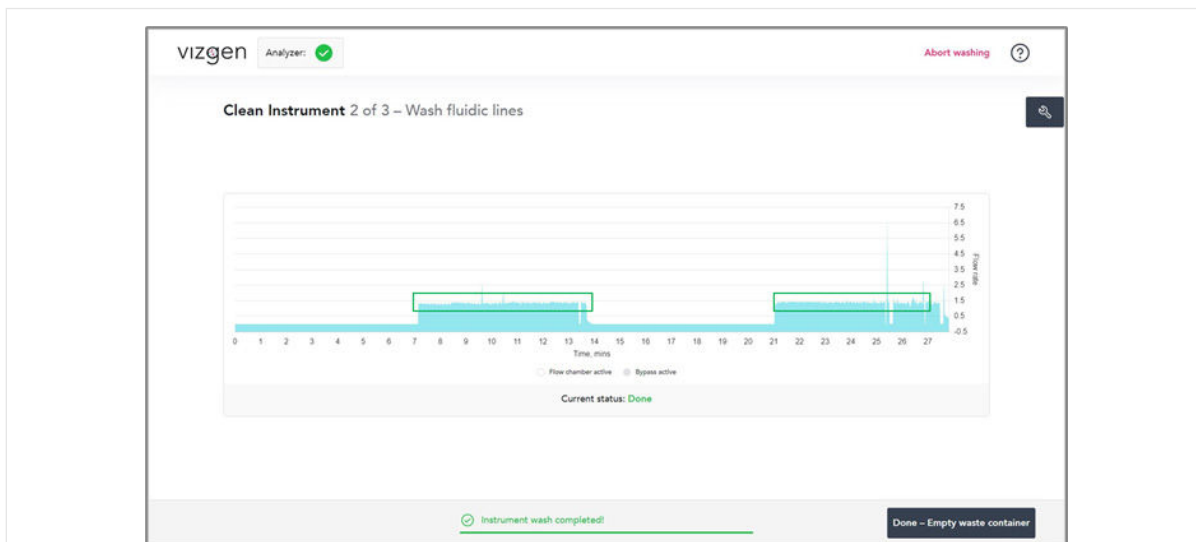 vizgen Analyzer: Abort washing ?
Clean Instrument 2 of 3 – Wash fluidic lines
7.5
6.5
5.5
4.5
3.5
2.5
1.5
0.5
-0.5
Flow rate
0 1 2 3 4 5 6 7 8 9 10 11 12 13 14 15 16 17 18 19 20 21 22 23 24 25 26 27
Time, mins
Flow chamber active Bypass active
Current status: Done
Instrument wash completed!
Done – Empty waste container